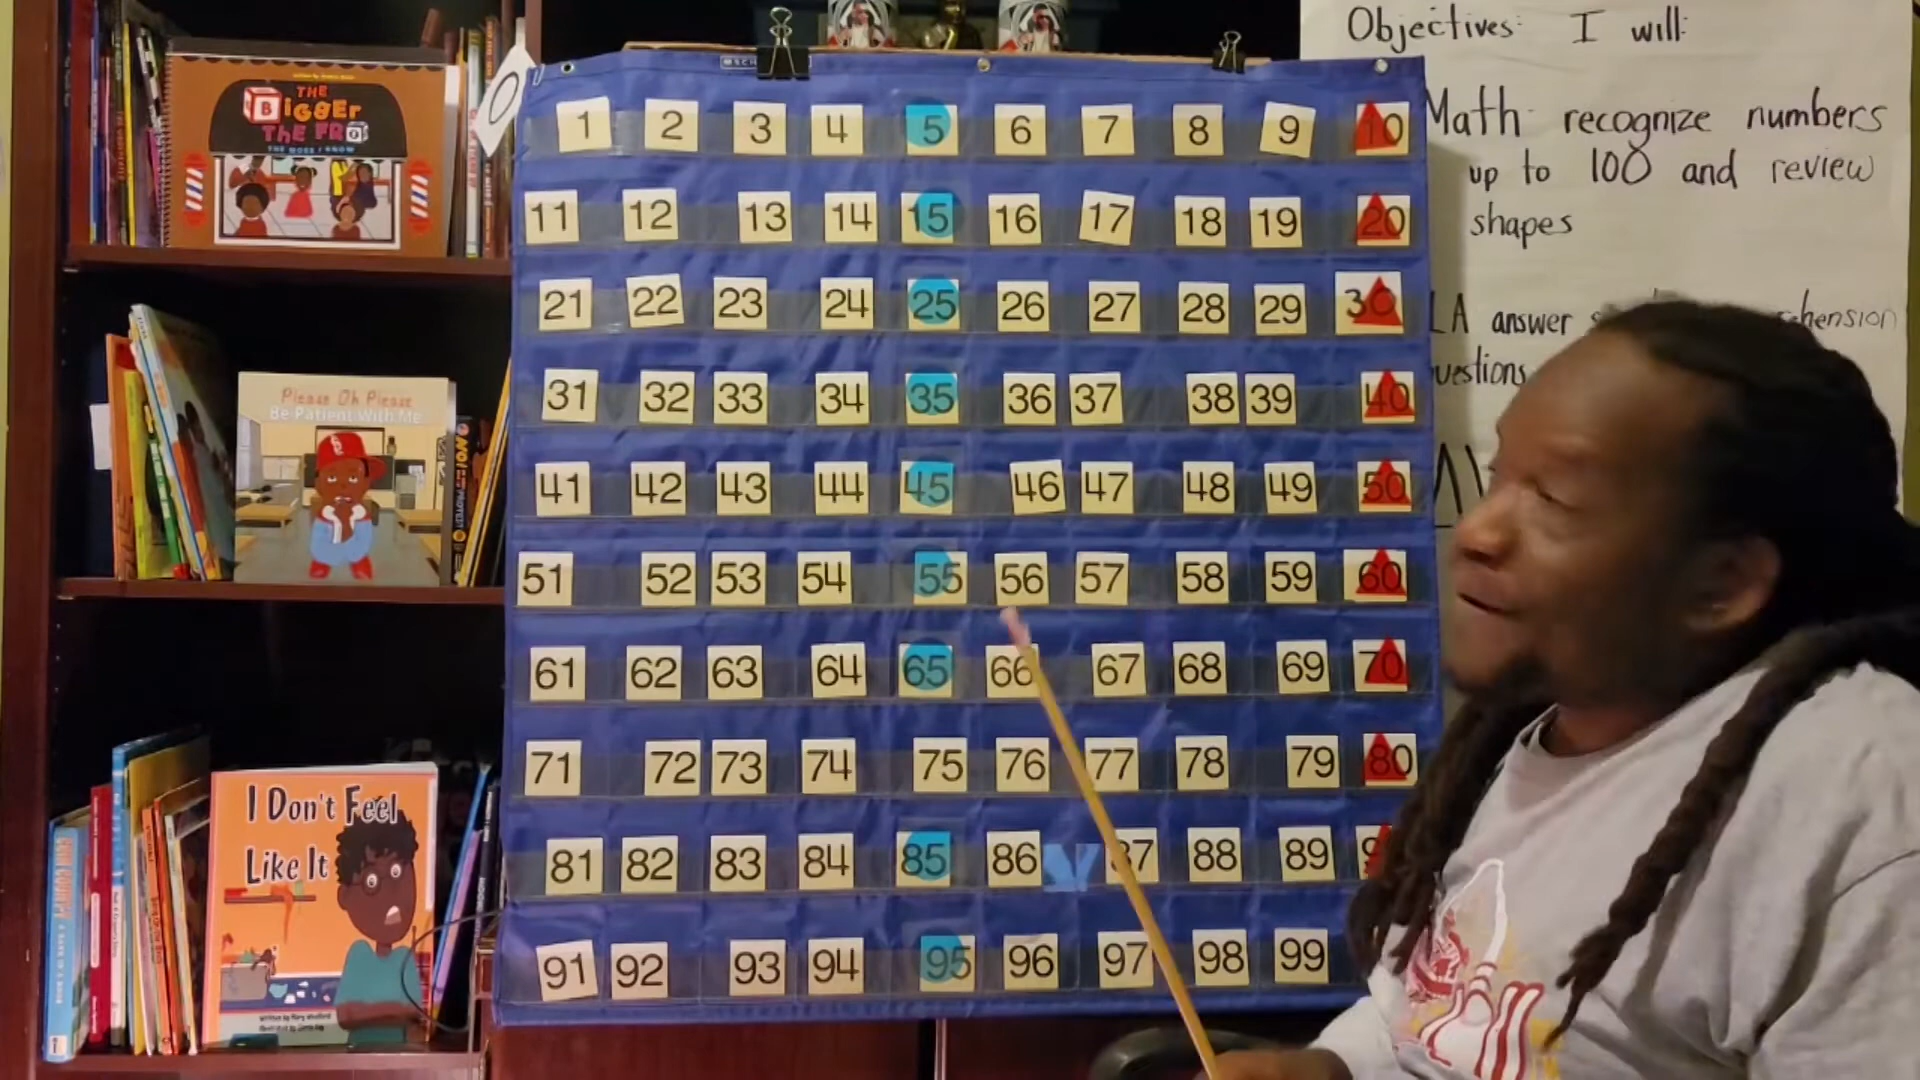 THE
BIGGER
THE FRO
THE MORE I KNOW
Please Oh Please
Be Patient With Me
I Don't Feel
Like It
0
1 2 3 4 5 6 7 8 9 10
11 12 13 14 15 16 17 18 19 20
21 22 23 24 25 26 27 28 29 30
31 32 33 34 35 36 37 38 39 40
41 42 43 44 45 46 47 48 49 50
51 52 53 54 55 56 57 58 59 60
61 62 63 64 65 66 67 68 69 70
71 72 73 74 75 76 77 78 79 80
81 82 83 84 85 86 87 88 89
91 92 93 94 95 96 97 98 99
Objectives: I will:
Math recognize numbers
up to 100 and review
shapes
LA answer